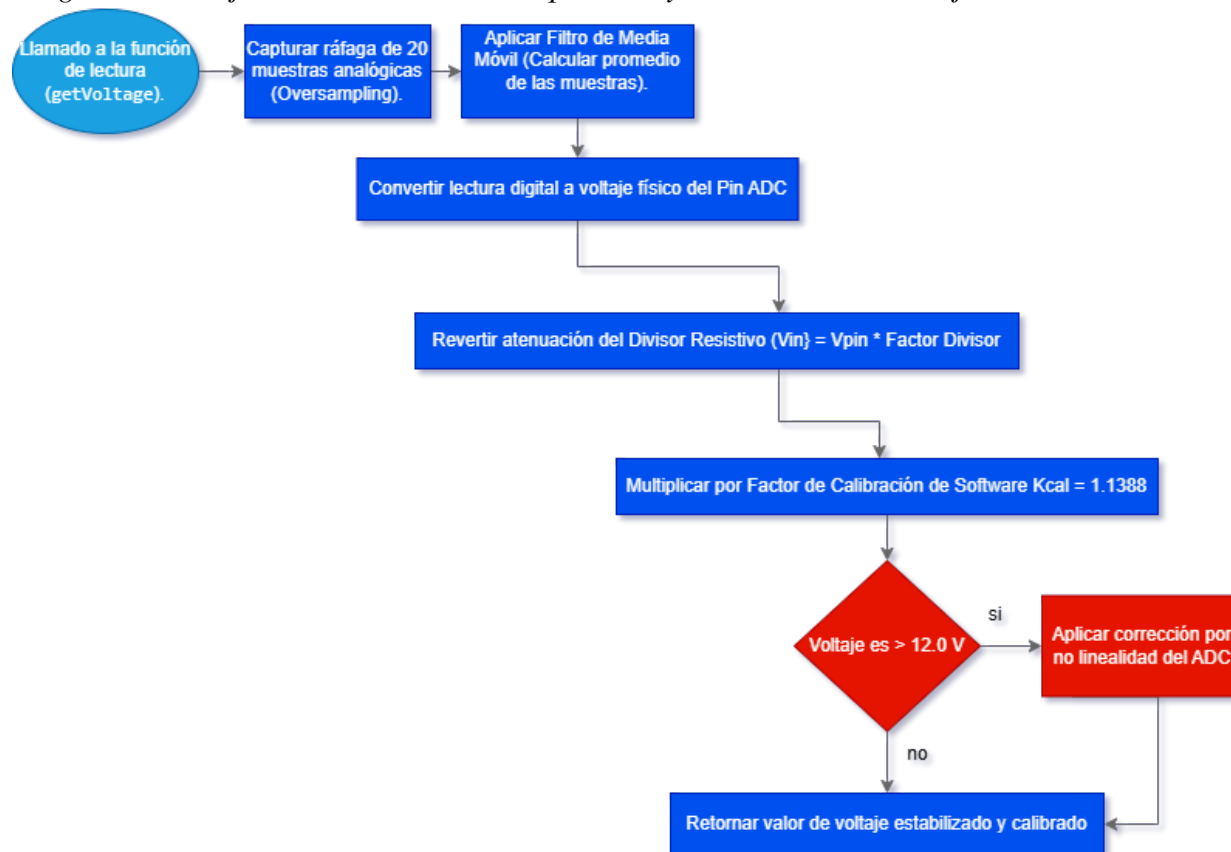 Llamado a la función
de lectura
(getVoltage).
Capturar ráfaga de 20
muestras analógicas
(Oversampling).
Aplicar Filtro de Media
Móvil (Calcular promedio
de las muestras).
Convertir lectura digital a voltaje físico del Pin ADC
Revertir atenuación del Divisor Resistivo (Vin} = Vpin * Factor Divisor
Multiplicar por Factor de Calibración de Software Kcal = 1.1388
Voltaje es > 12.0 V
si
Aplicar corrección por
no linealidad del ADC
no
Retornar valor de voltaje estabilizado y calibrado